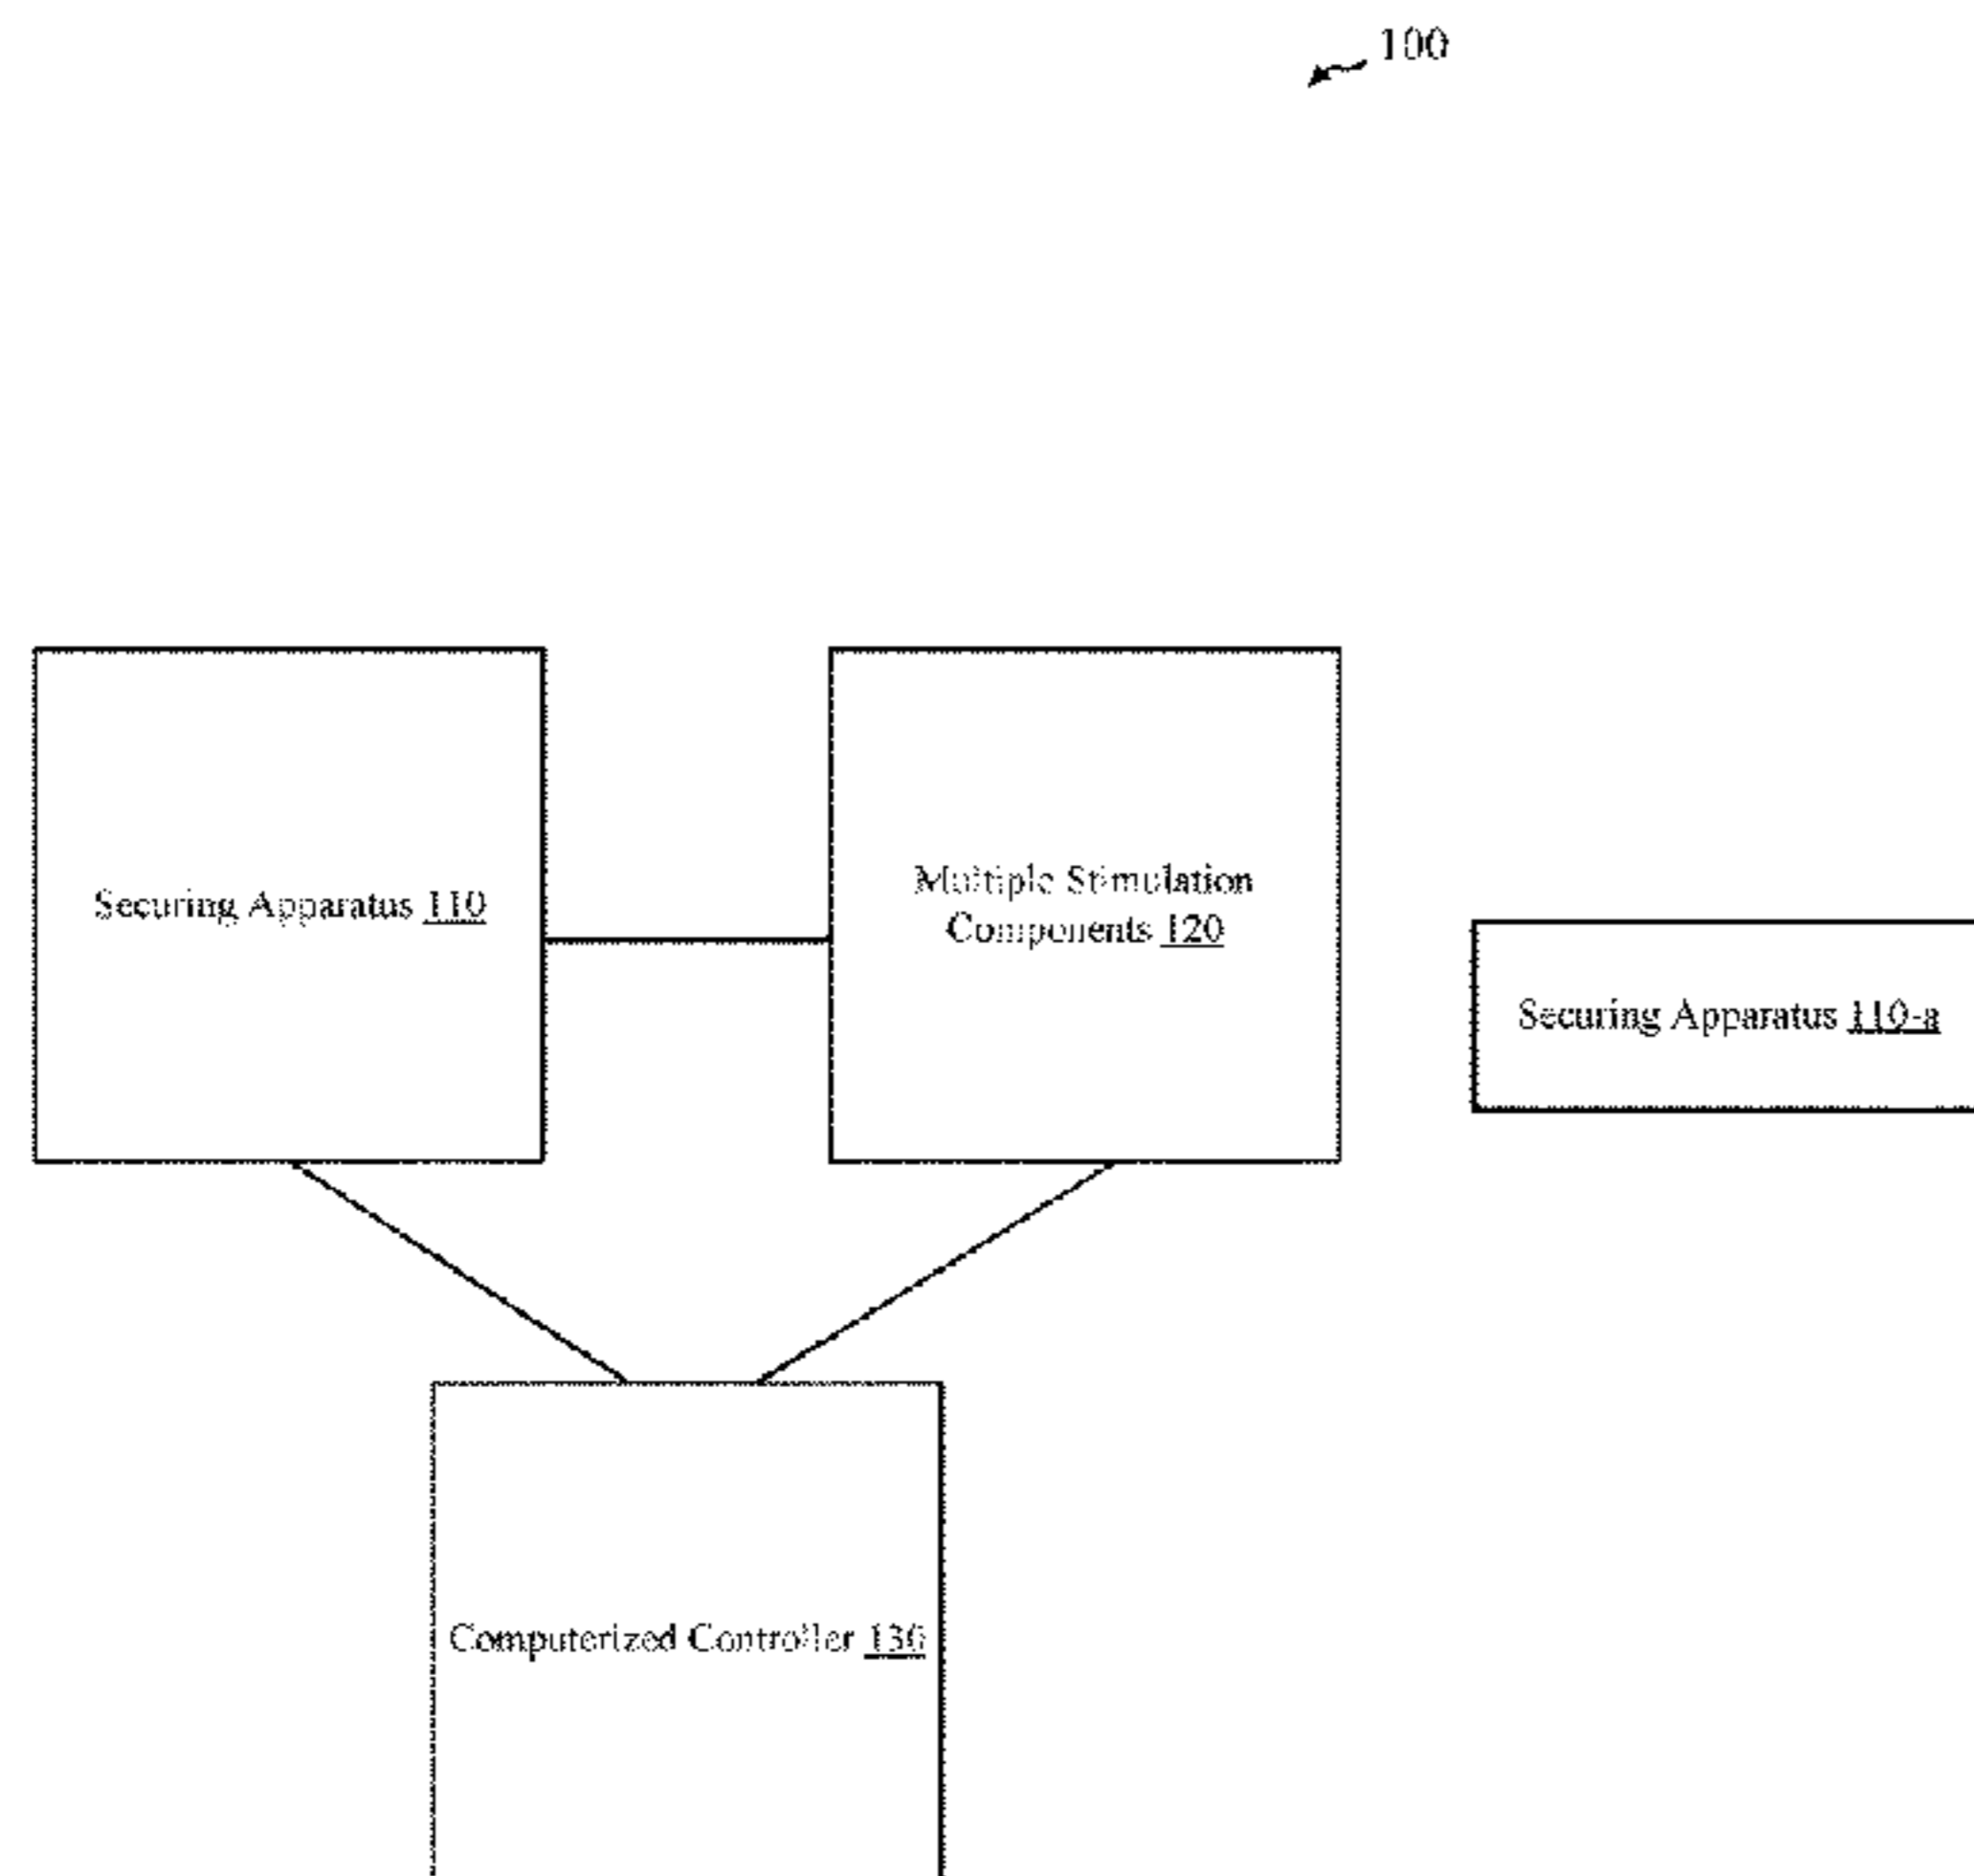 100
Securing Apparatus 110
Multiple Stimulation
Components 120
Securing Apparatus 110-a
Computerized Controller 130